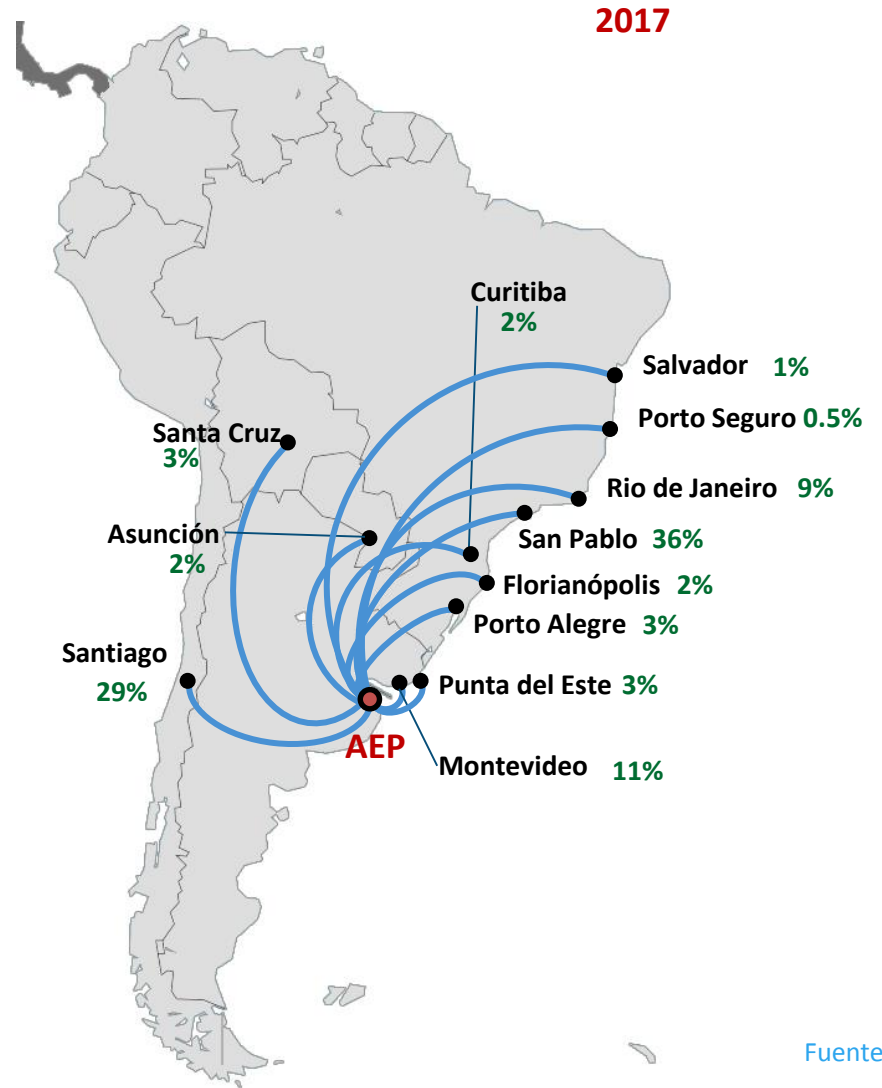 2017
Curitiba
2%
Salvador 1%
Porto Seguro 0.5%
Santa Cruz
3%
Rio de Janeiro 9%
Asunción
2%
San Pablo 36%
Florianópolis 2%
Porto Alegre 3%
Santiago
29%
Punta del Este 3%
AEP
Montevideo 11%
Fuente